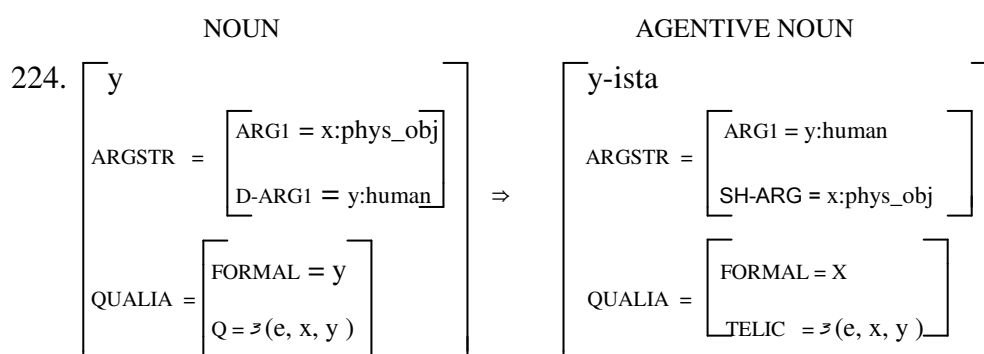 NOUN AGENTIVE NOUN
224. y y-ista
ARG1 = x:phys_obj ARG1 = y:human
ARGSTR = ARGSTR =
D-ARG1 = y:human ⇒ SH-ARG = x:phys_obj
FORMAL = y FORMAL = X
QUALIA = QUALIA =
Q = (e, x, y ) TELIC = (e, x, y )